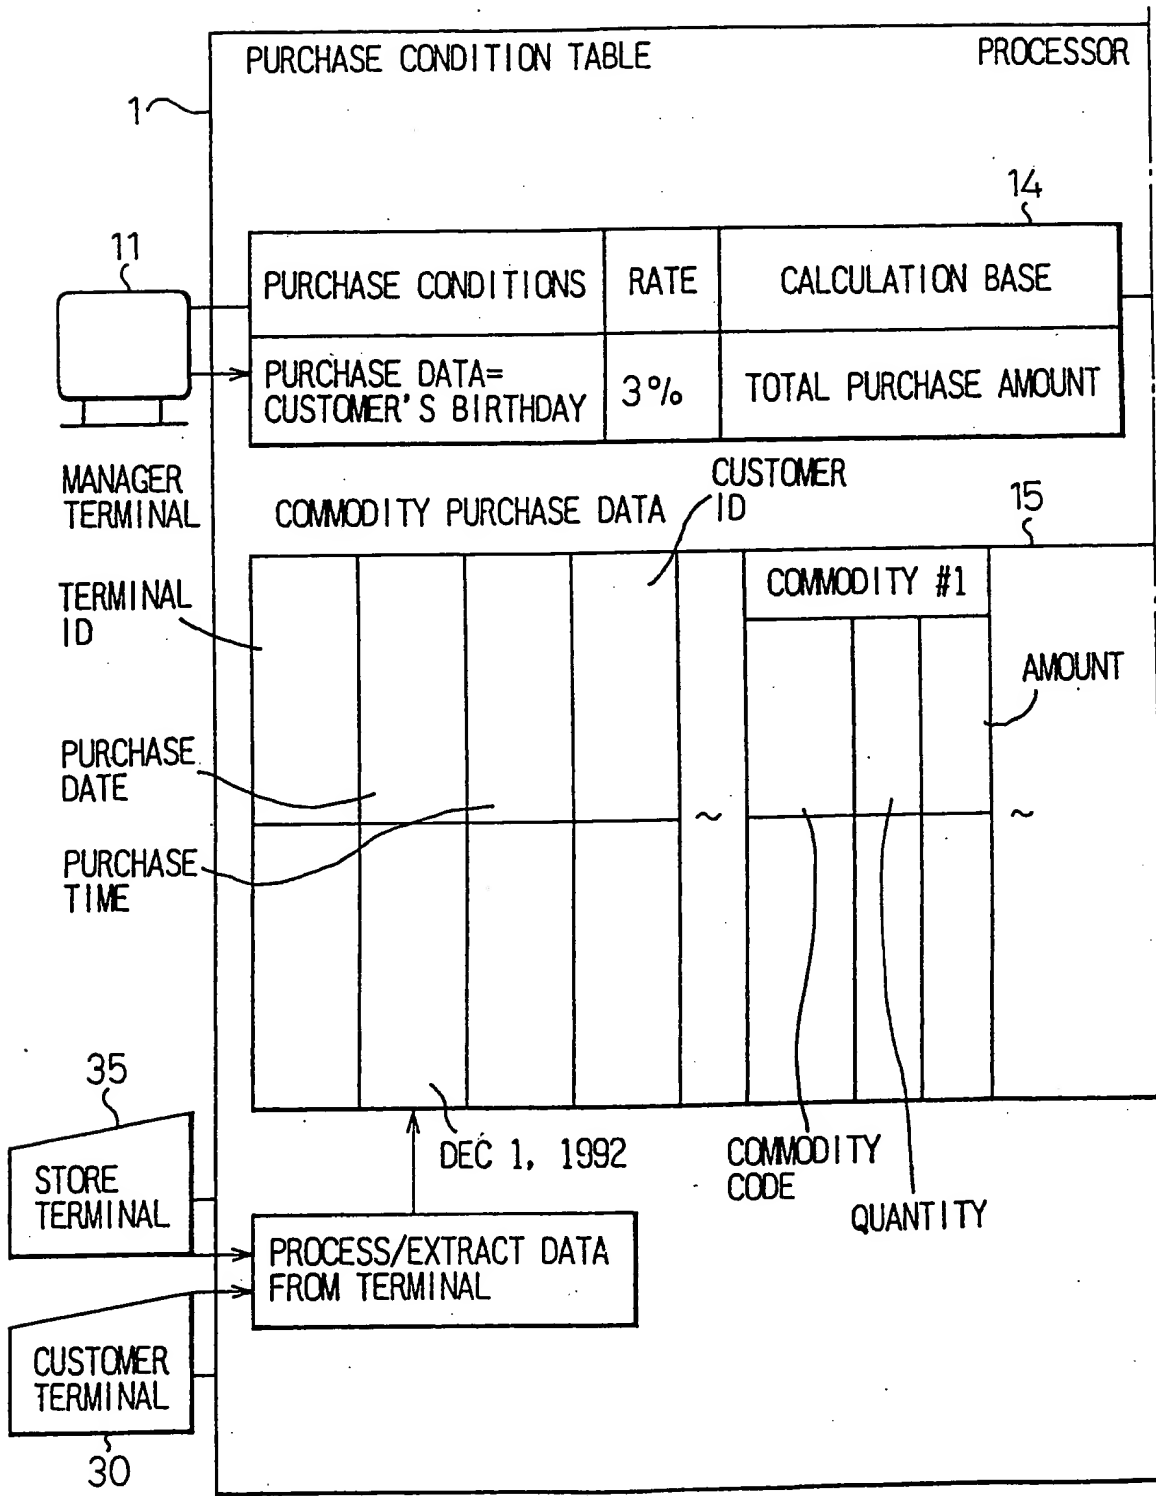 PURCHASE CONDITION TABLE
PROCESSOR
1
14
11
PURCHASE CONDITIONS
RATE
CALCULATION BASE
PURCHASE DATA=
CUSTOMER'S BIRTHDAY
3%
TOTAL PURCHASE AMOUNT
MANAGER
TERMINAL
COMMODITY PURCHASE DATA
CUSTOMER
ID
15
COMMODITY #1
TERMINAL
ID
AMOUNT
PURCHASE
DATE
~
~
PURCHASE
TIME
35
DEC 1, 1992
COMMODITY
CODE
QUANTITY
STORE
TERMINAL
PROCESS/EXTRACT DATA
FROM TERMINAL
CUSTOMER
TERMINAL
30